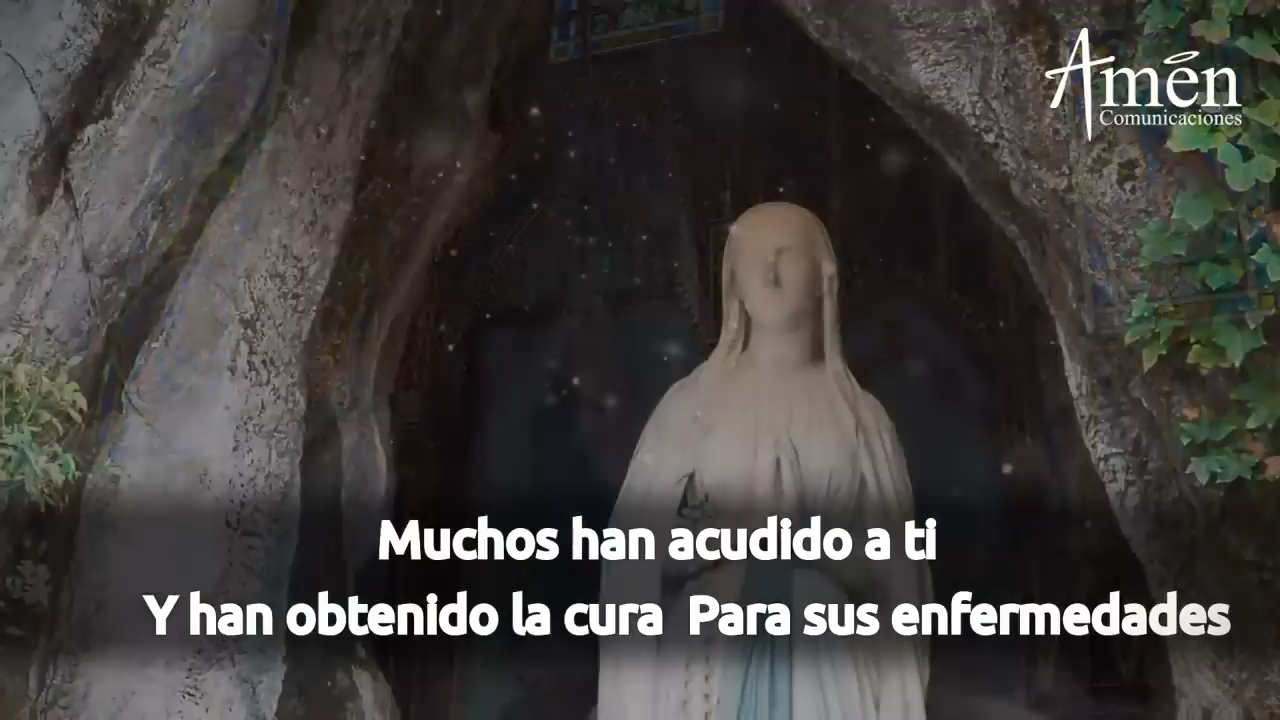 Amén
Comunicaciones
Muchos han acudido a ti
Y han obtenido la cura Para sus enfermedades